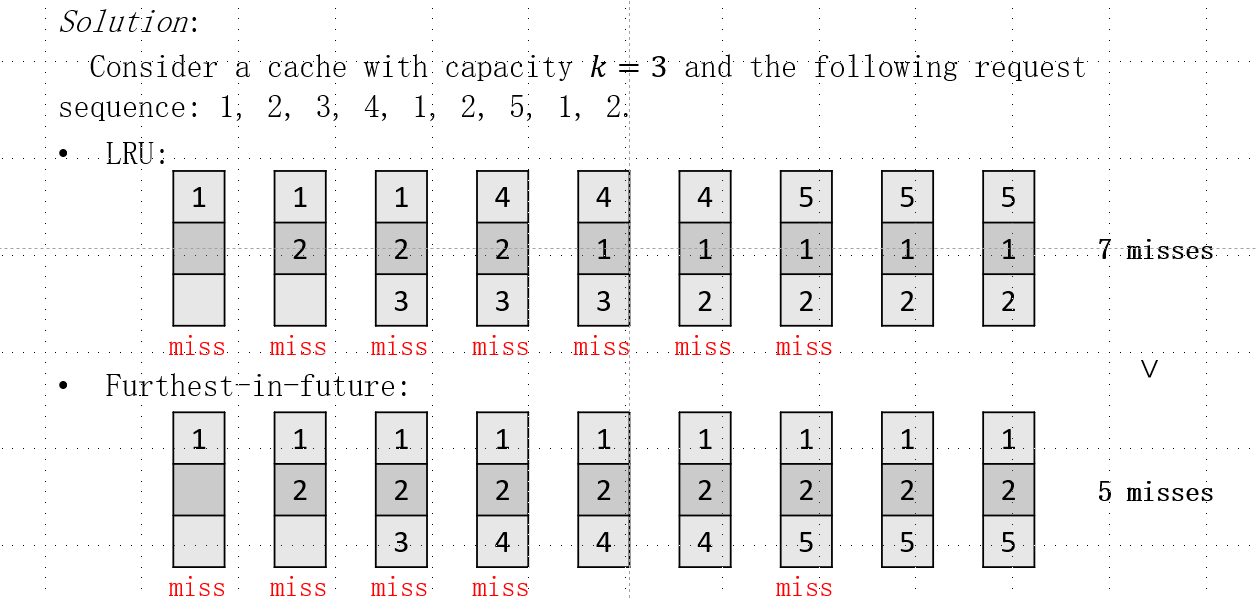 Solution:
Consider a cache with capacity k = 3 and the following request
sequence: 1, 2, 3, 4, 1, 2, 5, 1, 2.
• LRU:
1 1 1 4 4 4 5 5 5
2 2 2 1 1 1 1 1 7 misses
3 3 3 2 2 2 2
miss miss miss miss miss miss miss
∨
• Furthest-in-future:
1 1 1 1 1 1 1 1 1
2 2 2 2 2 2 2 2 5 misses
3 4 4 4 5 5 5
miss miss miss miss miss